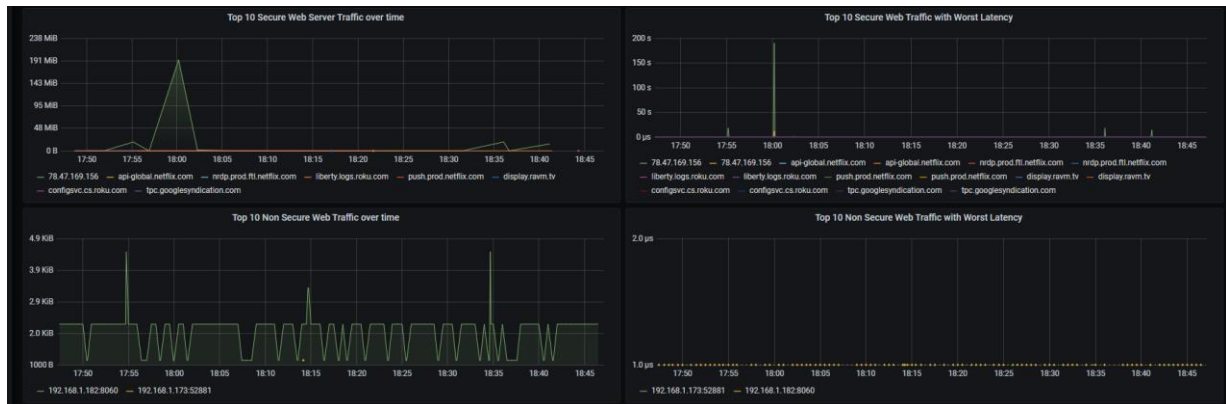 Top 10 Secure Web Server Traffic over time
238 MiB
191 MiB
143 MiB
95 MiB
48 MiB
0 B
17:50 17:55 18:00 18:05 18:10 18:15 18:20 18:25 18:30 18:35 18:40 18:45
78.47.169.156 api-global.netflix.com nrdp.prod.ftl.netflix.com liberty.logs.roku.com push.prod.netflix.com display.ravm.tv
configsvc.cs.roku.com tpc.googlesyndication.com
Top 10 Secure Web Traffic with Worst Latency
200 s
150 s
100 s
50 s
0 µs
17:50 17:55 18:00 18:05 18:10 18:15 18:20 18:25 18:30 18:35 18:40 18:45
78.47.169.156 78.47.169.156 api-global.netflix.com api-global.netflix.com nrdp.prod.ftl.netflix.com nrdp.prod.ftl.netflix.com
liberty.logs.roku.com liberty.logs.roku.com push.prod.netflix.com push.prod.netflix.com display.ravm.tv display.ravm.tv
configsvc.cs.roku.com configsvc.cs.roku.com tpc.googlesyndication.com tpc.googlesyndication.com
Top 10 Non Secure Web Traffic over time
4.9 KiB
3.9 KiB
2.9 KiB
2.0 KiB
1000 B
17:50 17:55 18:00 18:05 18:10 18:15 18:20 18:25 18:30 18:35 18:40 18:45
192.168.1.182:8060 192.168.1.173:52881
Top 10 Non Secure Web Traffic with Worst Latency
2.0 µs
1.0 µs
17:50 17:55 18:00 18:05 18:10 18:15 18:20 18:25 18:30 18:35 18:40 18:45
192.168.1.173:52881 192.168.1.182:8060